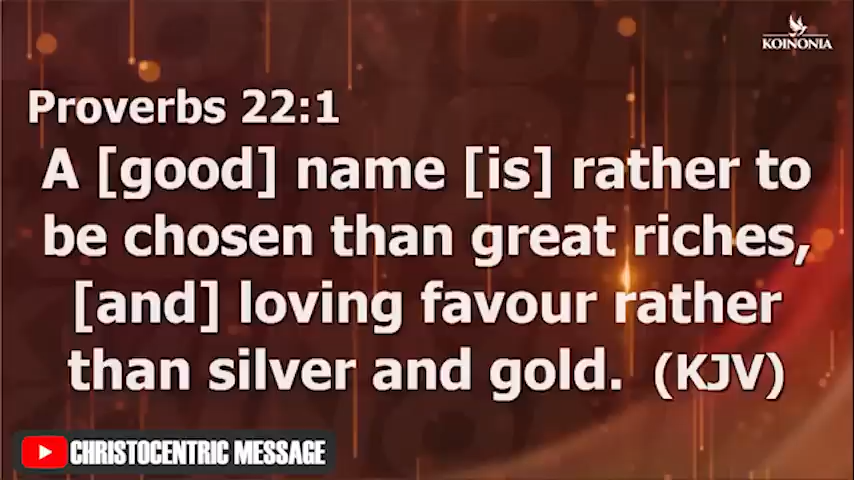 KOINONIA
Proverbs 22:1
A [good] name [is] rather to
be chosen than great riches,
[and] loving favour rather
than silver and gold. (KJV)
CHRISTOCENTRIC MESSAGE